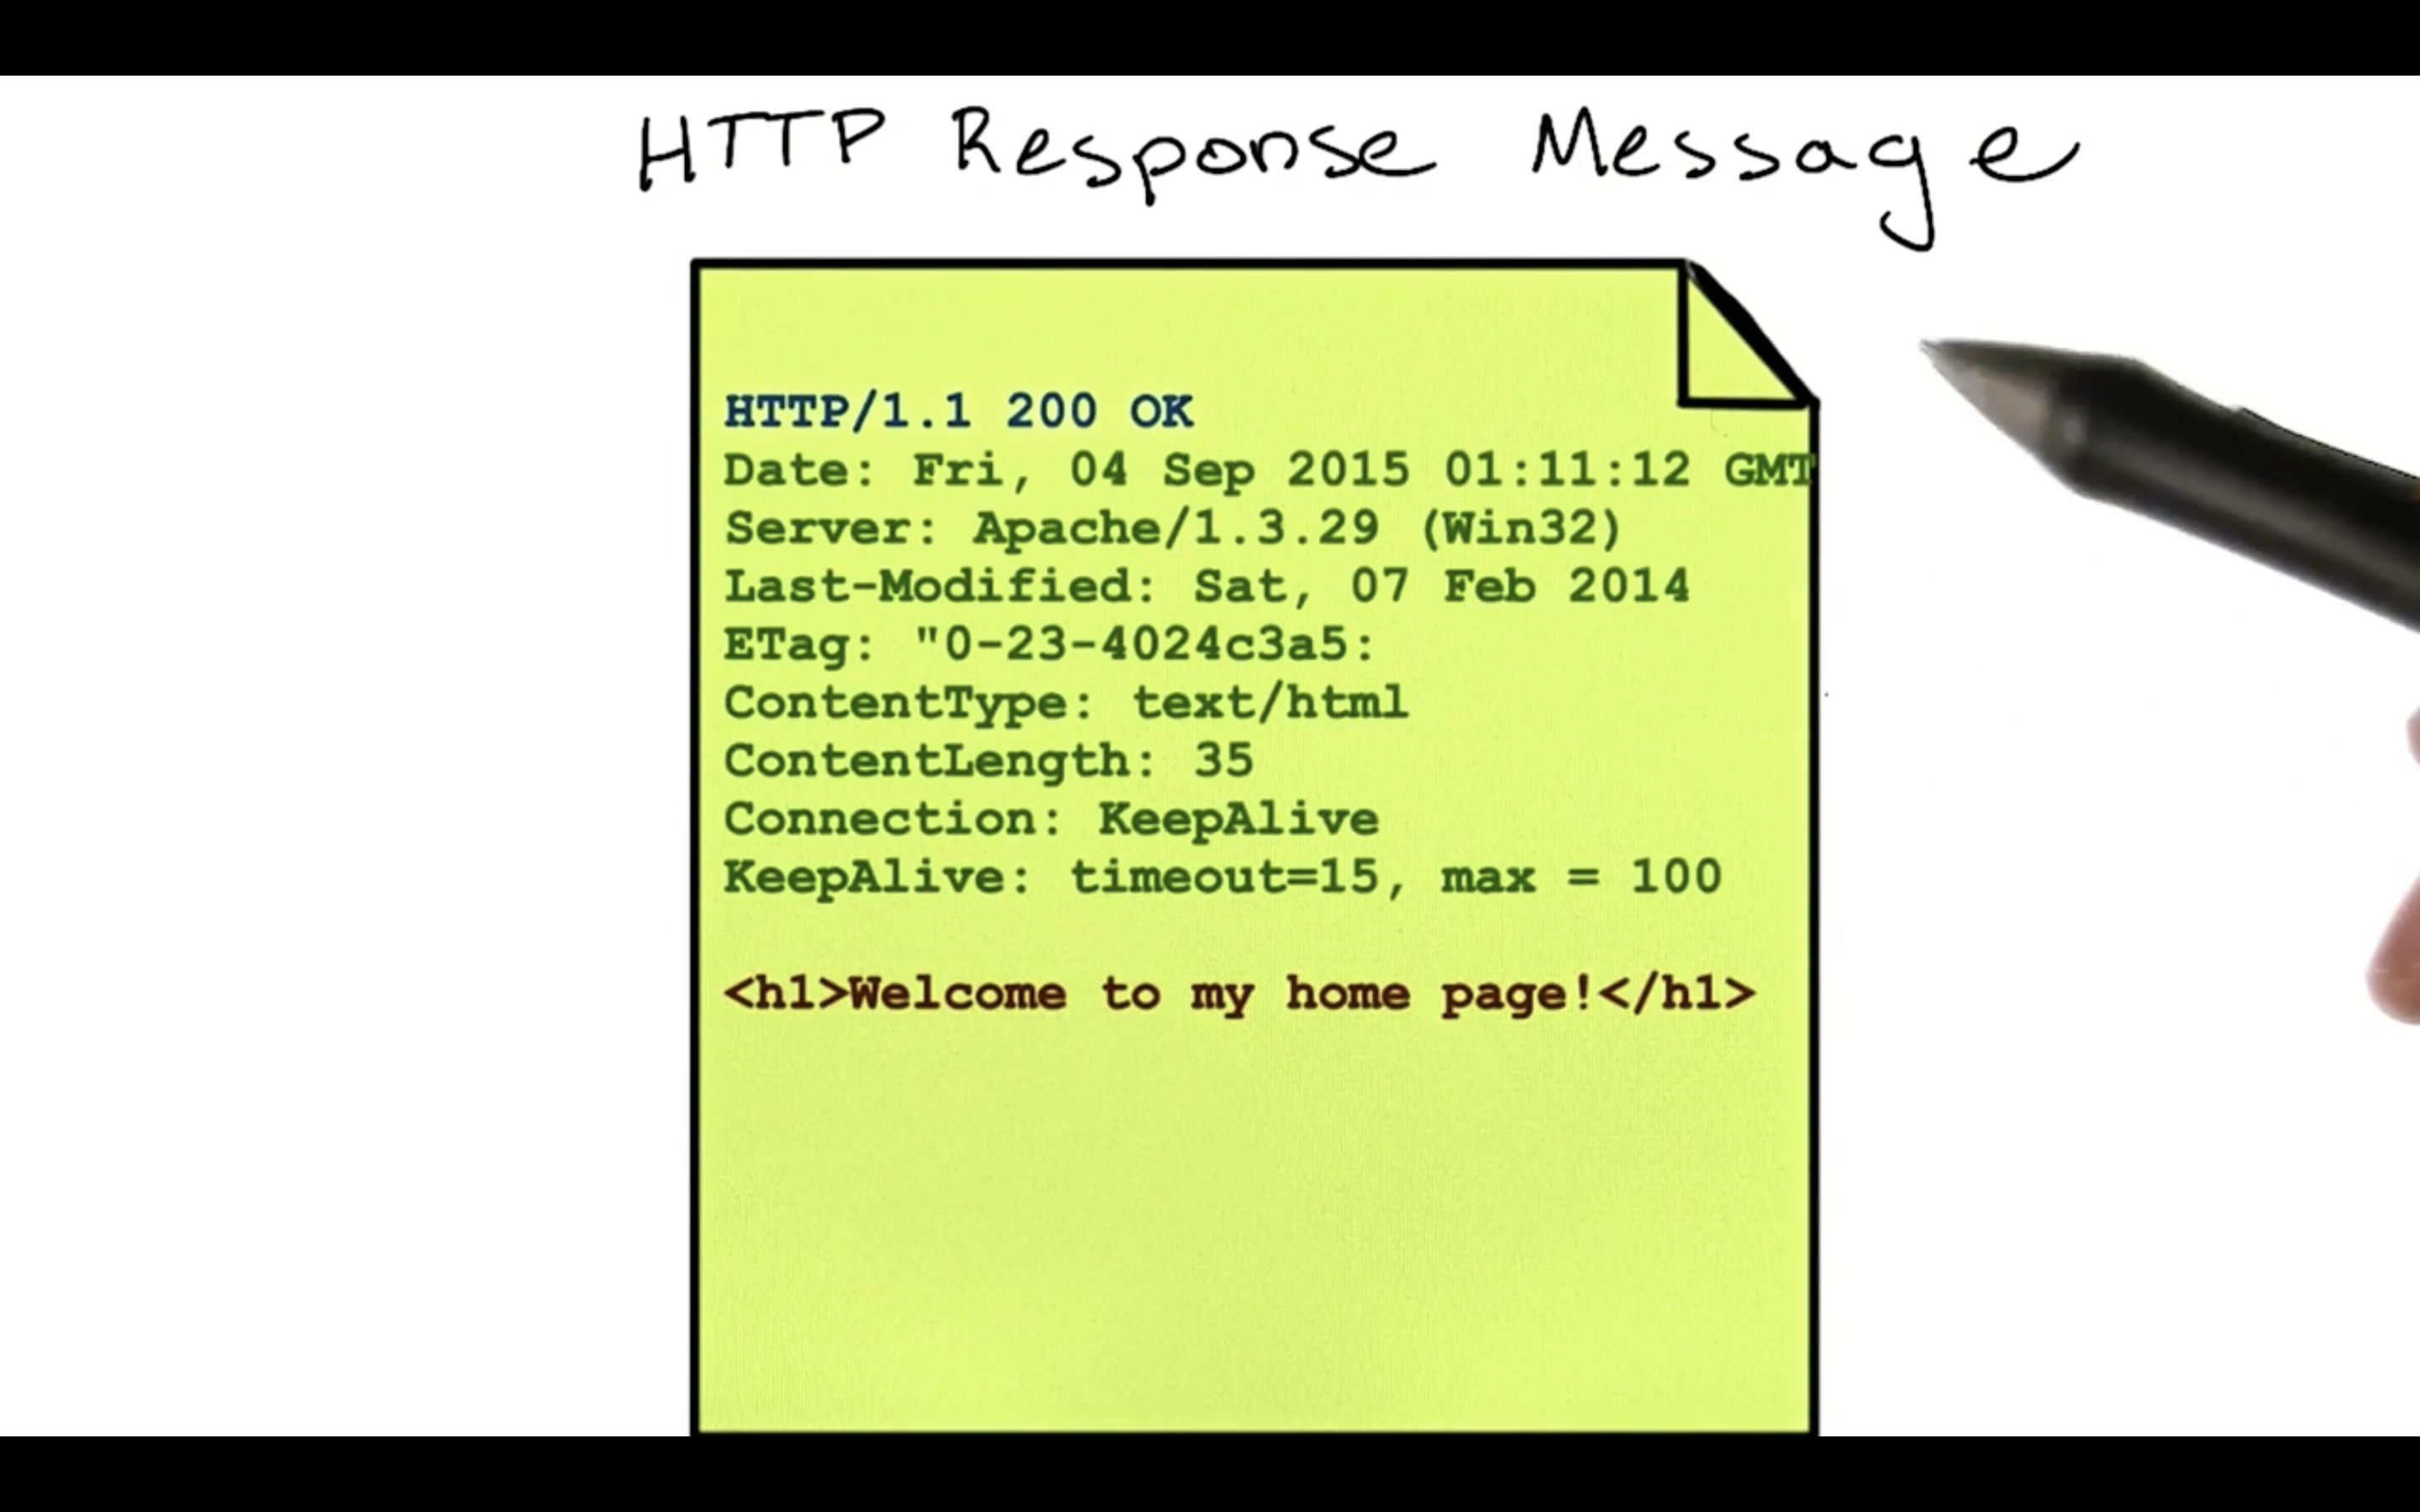 HTTP Response Message
HTTP/1.1 200 OK
Date: Fri, 04 Sep 2015 01:11:12 GMT
Server: Apache/1.3.29 (Win32)
Last-Modified: Sat, 07 Feb 2014
ETag: "0-23-4024c3a5:
ContentType: text/html
ContentLength: 35
Connection: KeepAlive
KeepAlive: timeout=15, max = 100
<h1>Welcome to my home page!</h1>